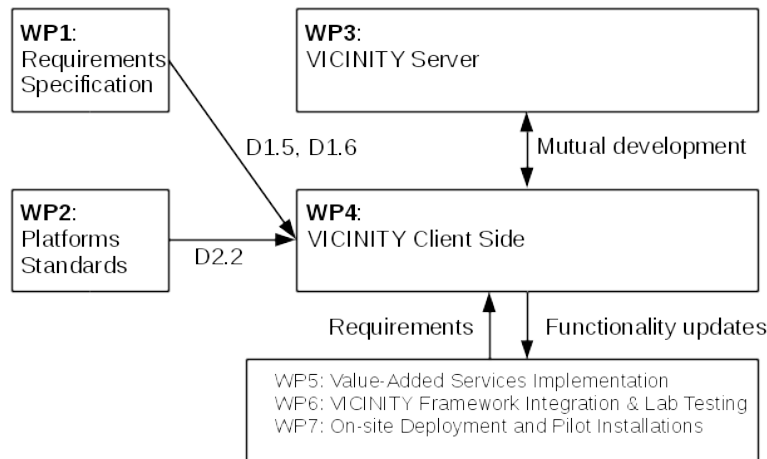 WP1:
Requirements
Specification
WP3:
VICINITY Server
D1.5, D1.6
Mutual development
WP2:
Platforms
Standards
D2.2
WP4:
VICINITY Client Side
Requirements
Functionality updates
WP5: Value-Added Services Implementation
WP6: VICINITY Framework Integration & Lab Testing
WP7: On-site Deployment and Pilot Installations